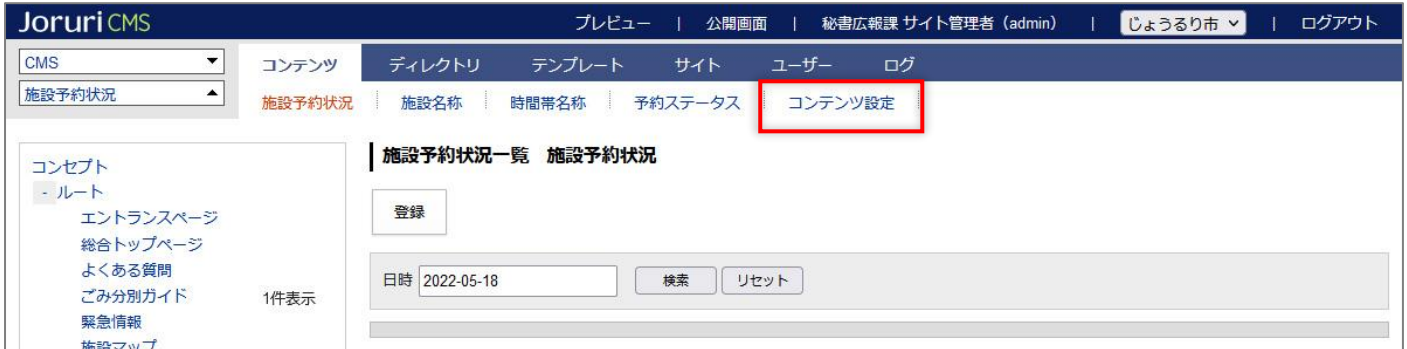 Joruri CMS
プレビュー | 公開画面 | 秘書広報課 サイト管理者（admin） | じょうるり市 | ログアウト
CMS
施設予約状況
コンテンツ ディレクトリ テンプレート サイト ユーザー ログ
施設予約状況 施設名称 時間帯名称 予約ステータス コンテンツ設定
コンセプト
- ルート
エントランスページ
総合トップページ
よくある質問
ごみ分別ガイド
緊急情報
施設マップ
1件表示
施設予約状況一覧 施設予約状況
登録
日時 2022-05-18 検索 リセット